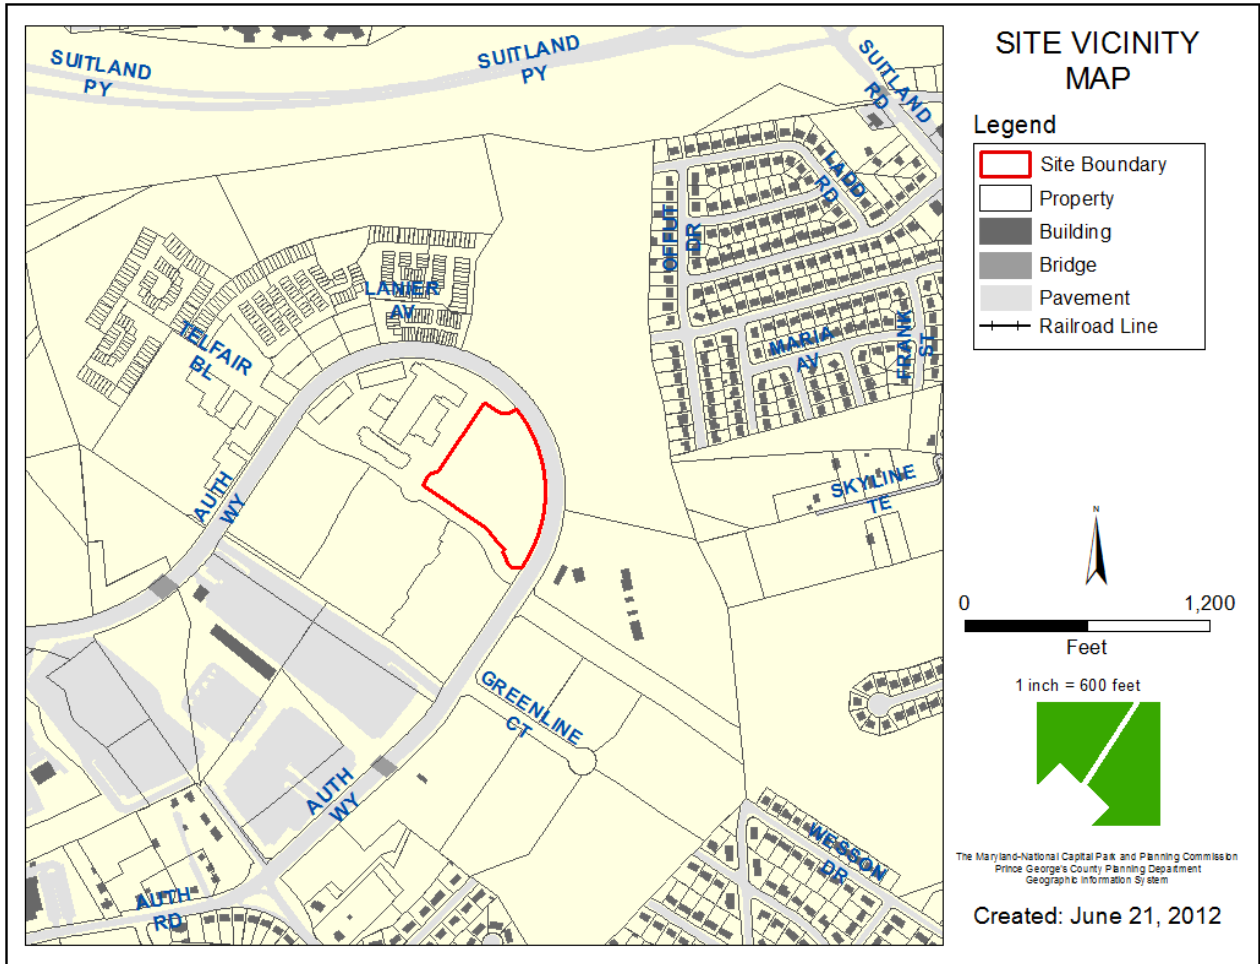 SUITLAND
PY
SUITLAND
PY
SUITLAND
RD
LADD
RD
OFFUT
DR
LANIER
AV
TELFAIR
BL
MARIA
AV
FRANK
ST
AUTH
WY
SKYLINE
TE
GREENLINE
CT
AUTH
WY
WESSON
DR
AUTH
RD
SITE VICINITY
MAP
Legend
Site Boundary
Property
Building
Bridge
Pavement
Railroad Line
N
0 1,200
Feet
1 inch = 600 feet
The Maryland-National Capital Park and Planning Commission
Prince George's County Planning Department
Geographic Information System
Created: June 21, 2012